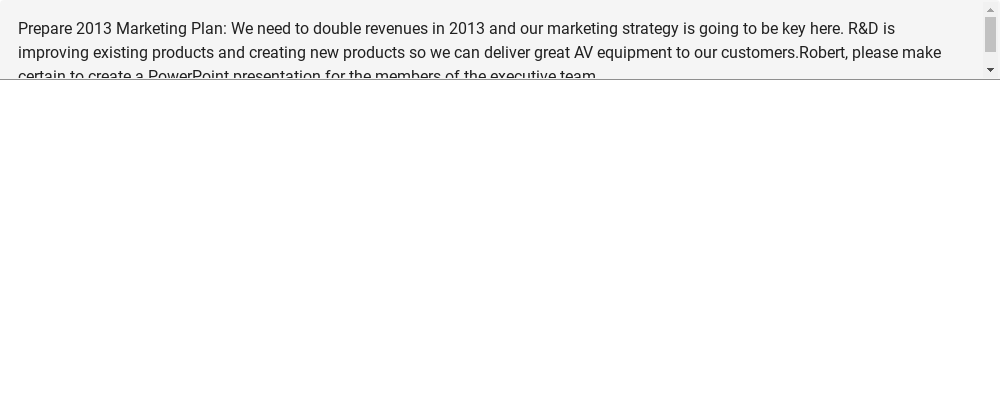 Prepare 2013 Marketing Plan: We need to double revenues in 2013 and our marketing strategy is going to be key here. R&D is
improving existing products and creating new products so we can deliver great AV equipment to our customers.Robert, please make
certain to create a PowerPoint presentation for the members of the executive team.